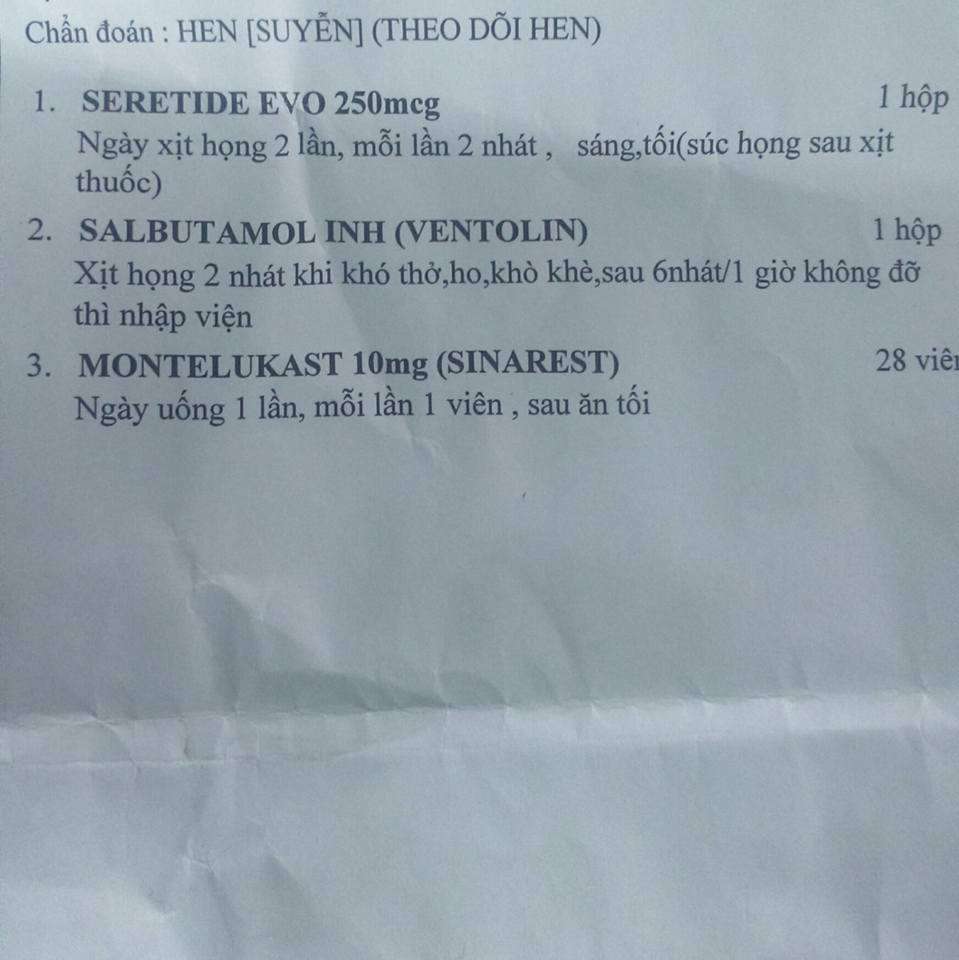 Chẩn đoán : HEN [SUYỄN] (THEO DÕI HEN)
1. SERETIDE EVO 250mcg 1 hộp
Ngày xịt họng 2 lần, mỗi lần 2 nhát , sáng,tối(súc họng sau xịt
thuốc)
2. SALBUTAMOL INH (VENTOLIN) 1 hộp
Xịt họng 2 nhát khi khó thở,ho,khò khè,sau 6nhát/1 giờ không đỡ
thì nhập viện
3. MONTELUKAST 10mg (SINAREST) 28 viên
Ngày uống 1 lần, mỗi lần 1 viên , sau ăn tối